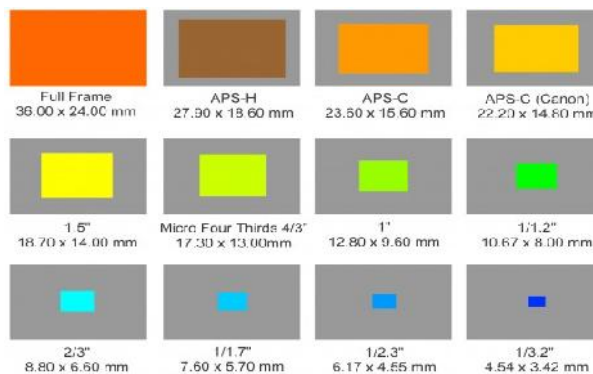 Full Frame
36.00 x 24.00 mm
APS-H
27.90 x 18.60 mm
APS-C
23.60 x 15.60 mm
APS-C (Canon)
22.20 x 14.80 mm
1.5"
18.70 x 14.00 mm
Micro Four Thirds 4/3"
17.30 x 13.00mm
1"
12.80 x 9.60 mm
1/1.2"
10.67 x 8.00 mm
2/3"
8.80 x 6.60 mm
1/1.7"
7.60 x 5.70 mm
1/2.3"
6.17 x 4.55 mm
1/3.2"
4.54 x 3.42 mm